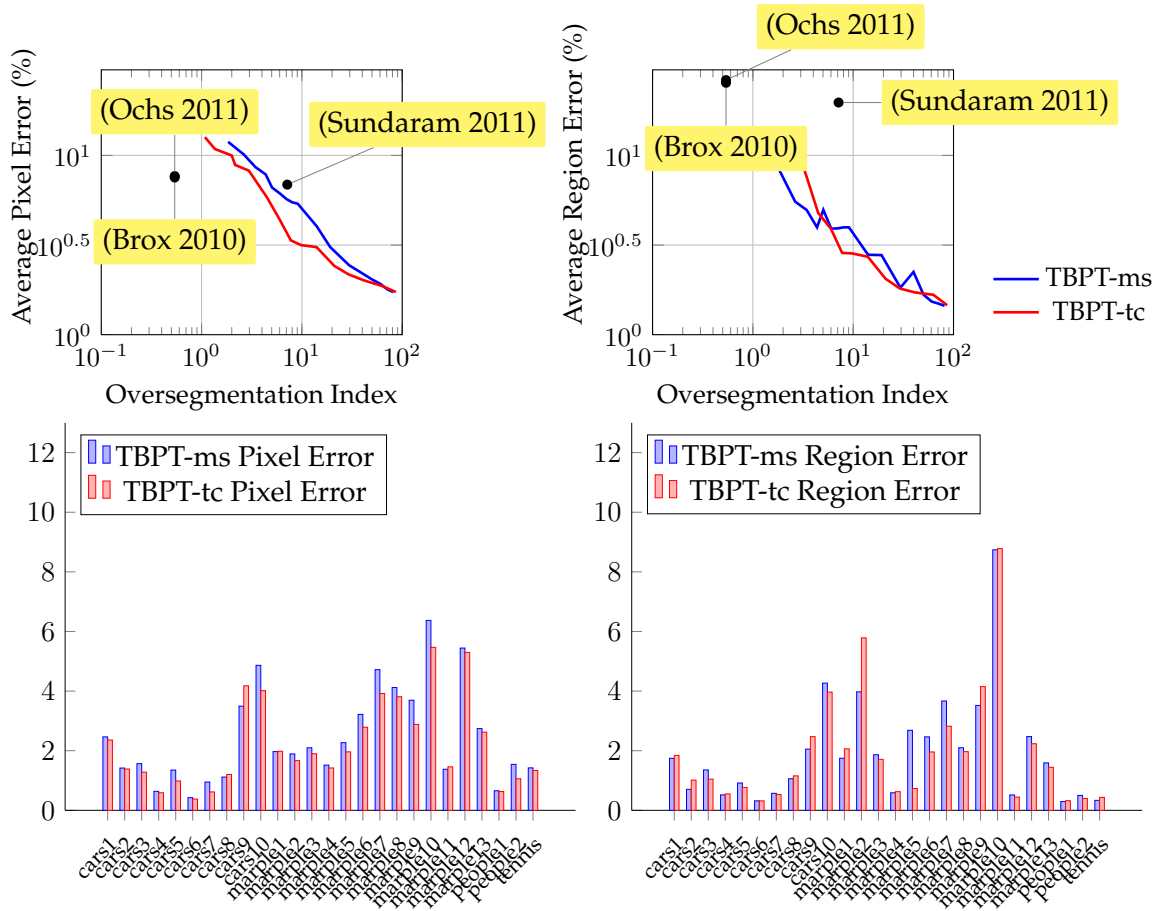 (Ochs 2011)
(Sundaram 2011)
(Brox 2010)
10^1
10^0.5
10^0
10^−1
10^0
10^1
10^2
Average Pixel Error (%)
Oversegmentation Index
(Ochs 2011)
(Sundaram 2011)
(Brox 2010)
10^1
10^0.5
10^0
10^−1
10^0
10^1
10^2
Average Region Error (%)
Oversegmentation Index
TBPT-ms
TBPT-tc
12
10
8
6
4
2
0
TBPT-ms Pixel Error
TBPT-tc Pixel Error
cars1
cars2
cars3
cars4
cars5
cars6
cars7
cars8
cars9
cars10
marple1
marple2
marple3
marple4
marple5
marple6
marple7
marple8
marple9
marple10
marple11
marple12
marple13
people1
people2
tennis
12
10
8
6
4
2
0
TBPT-ms Region Error
TBPT-tc Region Error
cars1
cars2
cars3
cars4
cars5
cars6
cars7
cars8
cars9
cars10
marple1
marple2
marple3
marple4
marple5
marple6
marple7
marple8
marple9
marple10
marple11
marple12
marple13
people1
people2
tennis